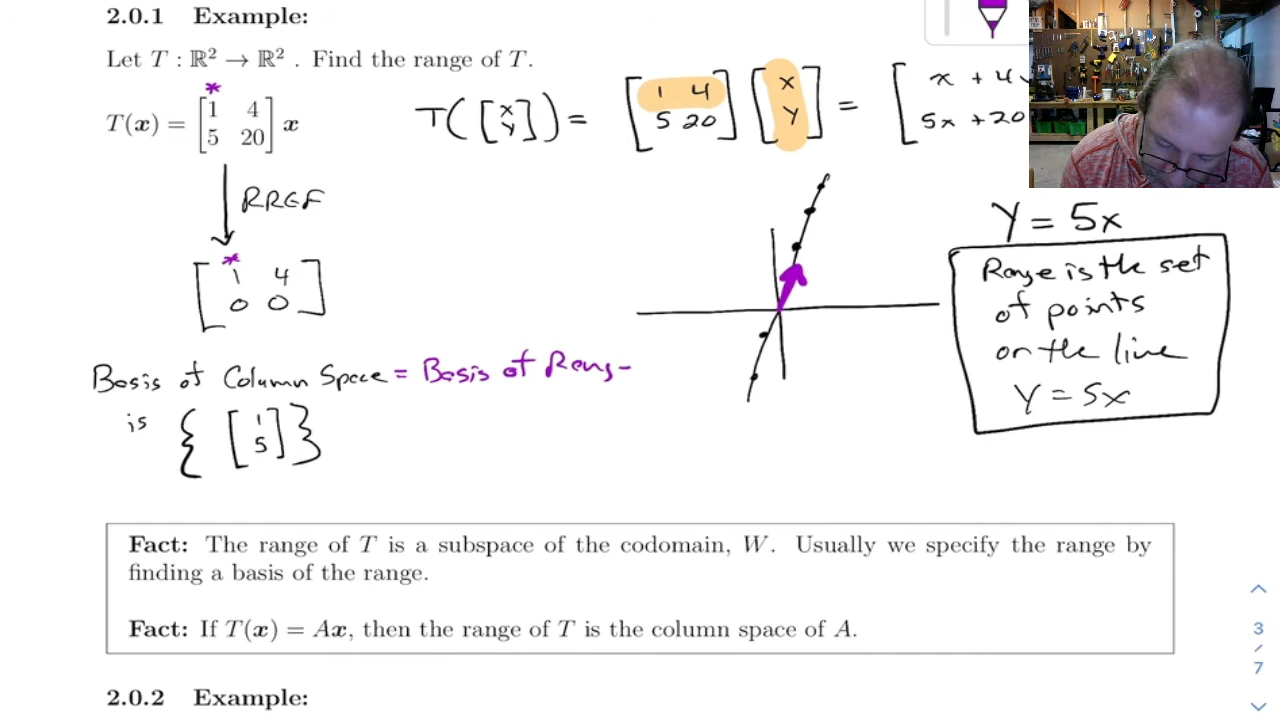 2.0.1 Example:
Let T : ℝ² → ℝ² . Find the range of T.
T(x) = [1 4; 5 20] x
*
T([x y]) = [1 4; 5 20] [x y] = [x + 4; 5x + 20
RREF
*
[1 4; 0 0]
y = 5x
Range is the set
of points
on the line
y = 5x
Basis of Column Space = Basis of Rang
is { [1 5] }
Fact: The range of T is a subspace of the codomain, W. Usually we specify the range by
finding a basis of the range.
Fact: If T(x) = Ax, then the range of T is the column space of A.
2.0.2 Example:
3
/
7